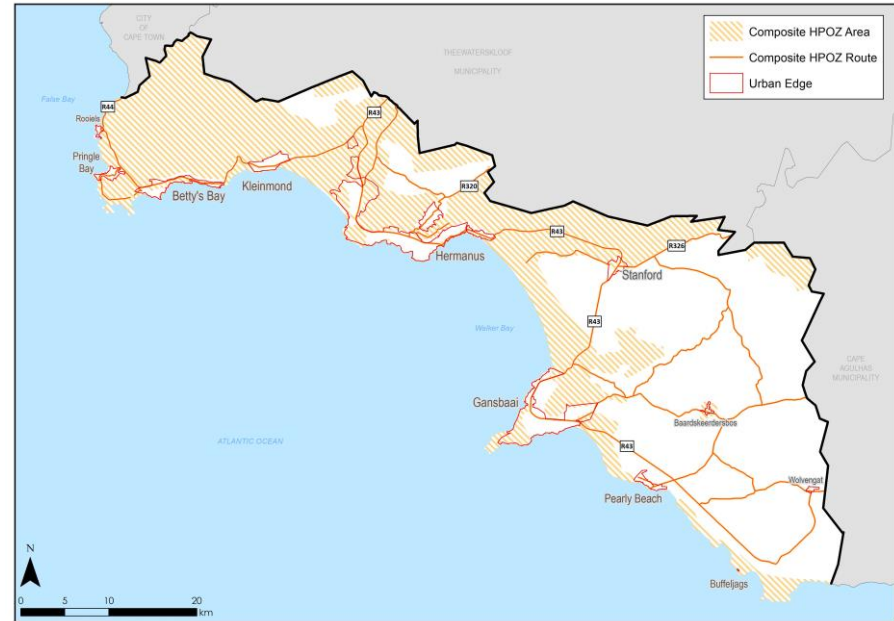 CITY
OF
CAPE TOWN
THEEWATERSKLOOF
MUNICIPALITY
Composite HPOZ Area
Composite HPOZ Route
Urban Edge
False Bay
R44
Rooiels
R43
Pringle
Bay
Betty's Bay
Kleinmond
R320
Hermanus
R43
R326
Stanford
Walker Bay
R43
CAPE
AGULHAS
MUNICIPALITY
Gansbaai
Baardskeerdersbos
ATLANTIC OCEAN
R43
Wolvengat
Pearly Beach
Buffeljags
N
0 5 10 20
km